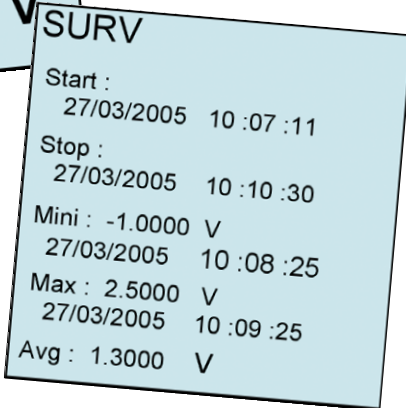 V
SURV
Start :
27/03/2005 10 :07 :11
Stop :
27/03/2005 10 :10 :30
Mini : -1.0000 V
27/03/2005 10 :08 :25
Max : 2.5000 V
27/03/2005 10 :09 :25
Avg : 1.3000 V